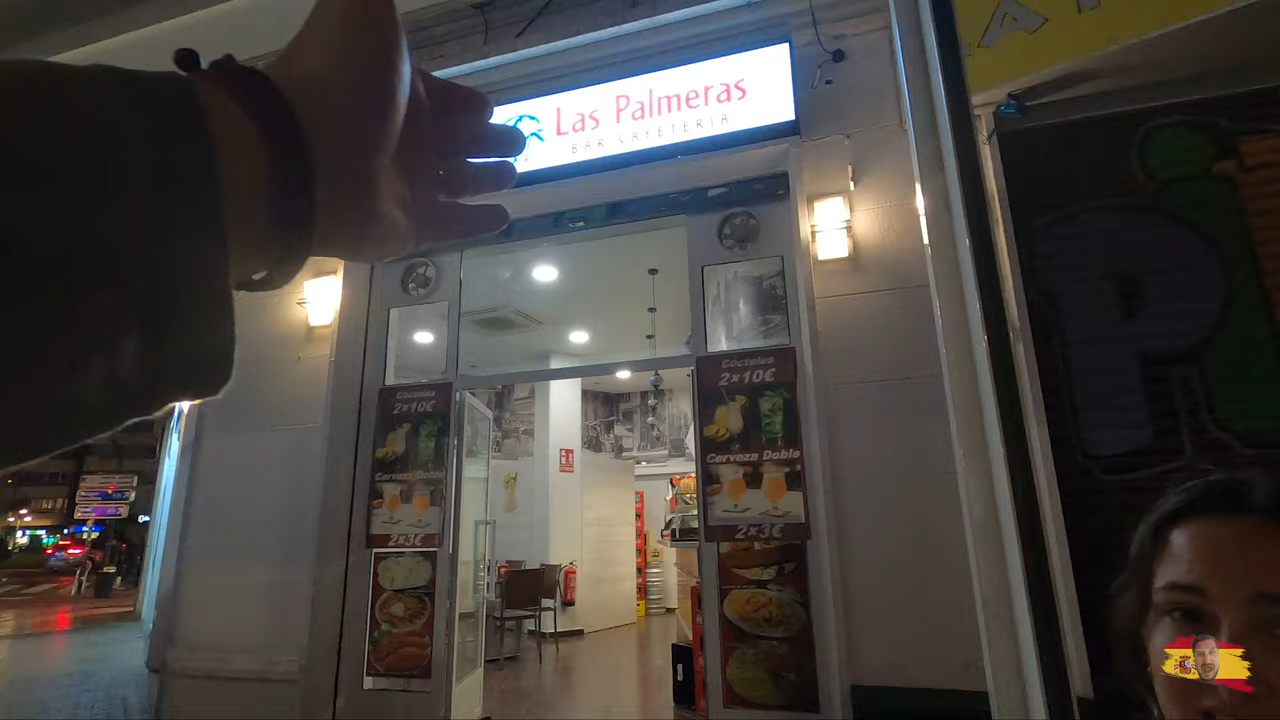 Las Palmeras
BAR CAFETERIA
Cócteles
2x10€
Cerveza Doble
2x3€
Cócteles
2x10€
Cerveza Doble
2x3€